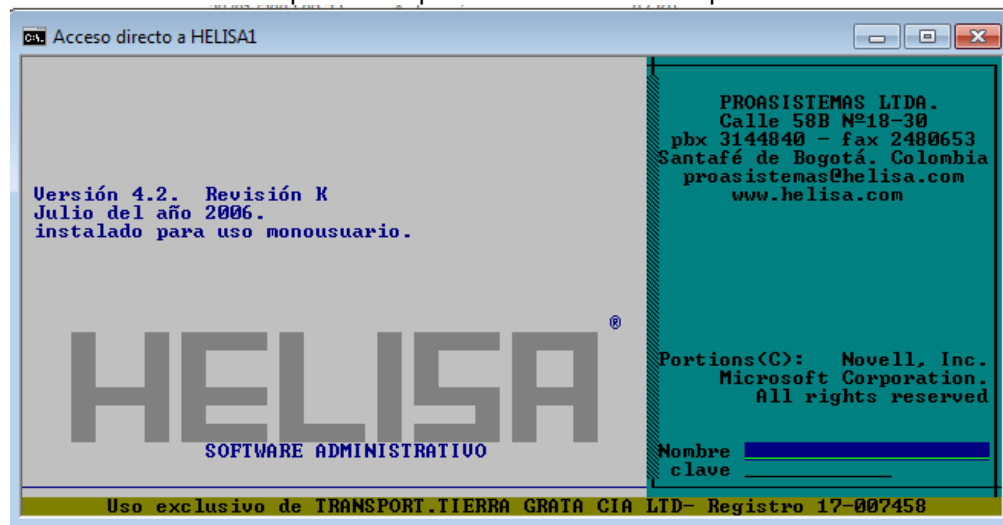 Acceso directo a HELISA1
Versión 4.2. Revisión K
Julio del año 2006.
instalado para uso monousuario.
HELISA®
SOFTWARE ADMINISTRATIVO
PROASISTEMAS LTDA.
Calle 58B Nº18-30
pbx 3144840 - fax 2480653
Santafé de Bogotá. Colombia
proasistemas@helisa.com
www.helisa.com
Portions(C): Novell, Inc.
Microsoft Corporation.
All rights reserved
Nombre
clave
Uso exclusivo de TRANSPORT.TIERRA GRATA CIA LTD- Registro 17-007458